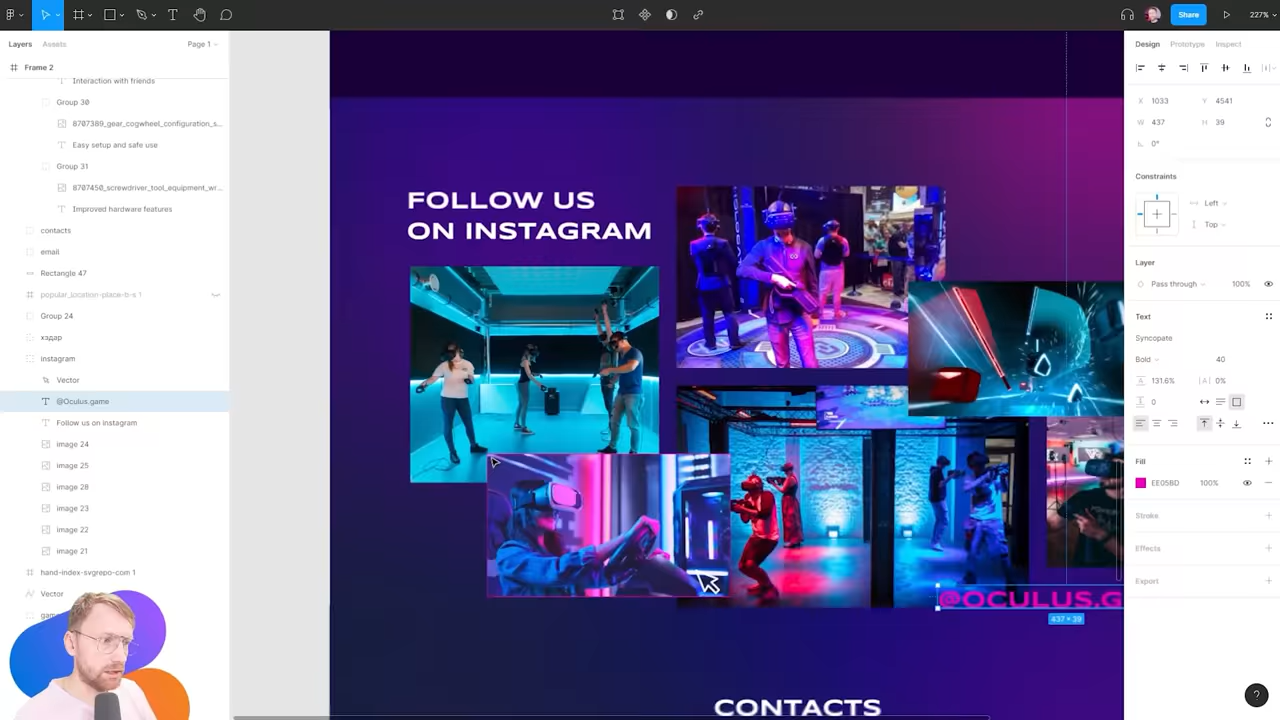 Share
227%
Layers
Assets
Page 1
Design
Prototype
Inspect
Frame 2
Interaction with friends
Group 30
8707389_gear_cogwheel_configuration_s...
Easy setup and safe use
Group 31
8707450_screwdriver_tool_equipment_wr...
Improved hardware features
contacts
email
Rectangle 47
popular_location-place-b-s 1
Group 24
хэдар
instagram
Vector
@Oculus.game
Follow us on instagram
image 24
image 25
image 28
image 23
image 22
image 21
hand-index-svgrepo-com 1
Vector
FOLLOW US
ON INSTAGRAM
@OCULUS.G
437 × 39
CONTACTS
X 1033
Y 4541
W 437
H 39
0°
Constraints
Left
Top
Layer
Pass through
100%
Text
Syncopate
Bold
40
131.6%
0%
0
Fill
EE05BD
100%
Stroke
Effects
Export
?